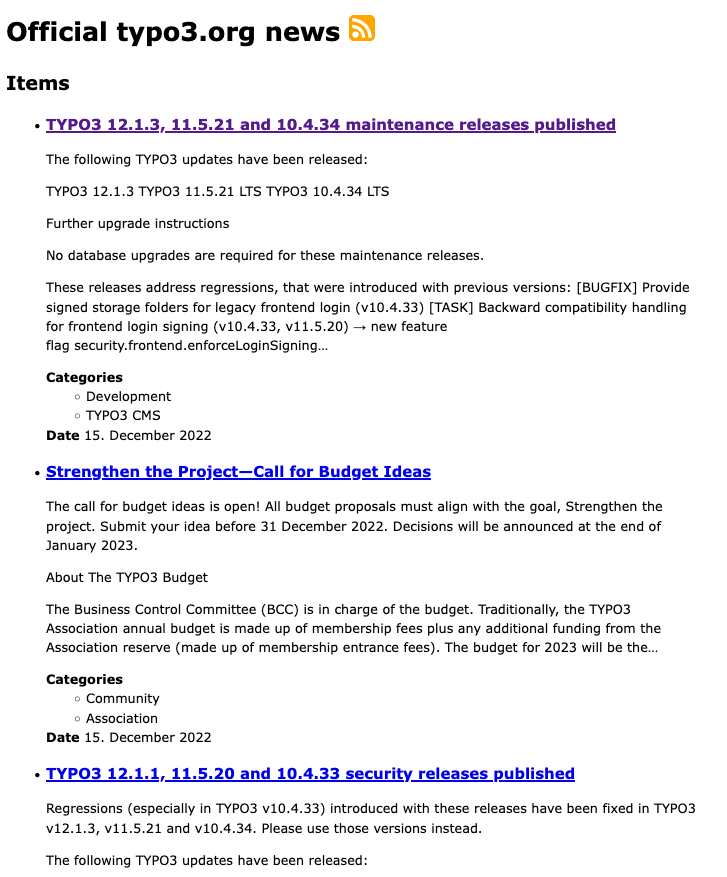 Official typo3.org news
Items
• TYPO3 12.1.3, 11.5.21 and 10.4.34 maintenance releases published
The following TYPO3 updates have been released:
TYPO3 12.1.3 TYPO3 11.5.21 LTS TYPO3 10.4.34 LTS
Further upgrade instructions
No database upgrades are required for these maintenance releases.
These releases address regressions, that were introduced with previous versions: [BUGFIX] Provide
signed storage folders for legacy frontend login (v10.4.33) [TASK] Backward compatibility handling
for frontend login signing (v10.4.33, v11.5.20) → new feature
flag security.frontend.enforceLoginSigning…
Categories
◦ Development
◦ TYPO3 CMS
Date 15. December 2022
• Strengthen the Project—Call for Budget Ideas
The call for budget ideas is open! All budget proposals must align with the goal, Strengthen the
project. Submit your idea before 31 December 2022. Decisions will be announced at the end of
January 2023.
About The TYPO3 Budget
The Business Control Committee (BCC) is in charge of the budget. Traditionally, the TYPO3
Association annual budget is made up of membership fees plus any additional funding from the
Association reserve (made up of membership entrance fees). The budget for 2023 will be the…
Categories
◦ Community
◦ Association
Date 15. December 2022
• TYPO3 12.1.1, 11.5.20 and 10.4.33 security releases published
Regressions (especially in TYPO3 v10.4.33) introduced with these releases have been fixed in TYPO3
v12.1.3, v11.5.21 and v10.4.34. Please use those versions instead.
The following TYPO3 updates have been released: